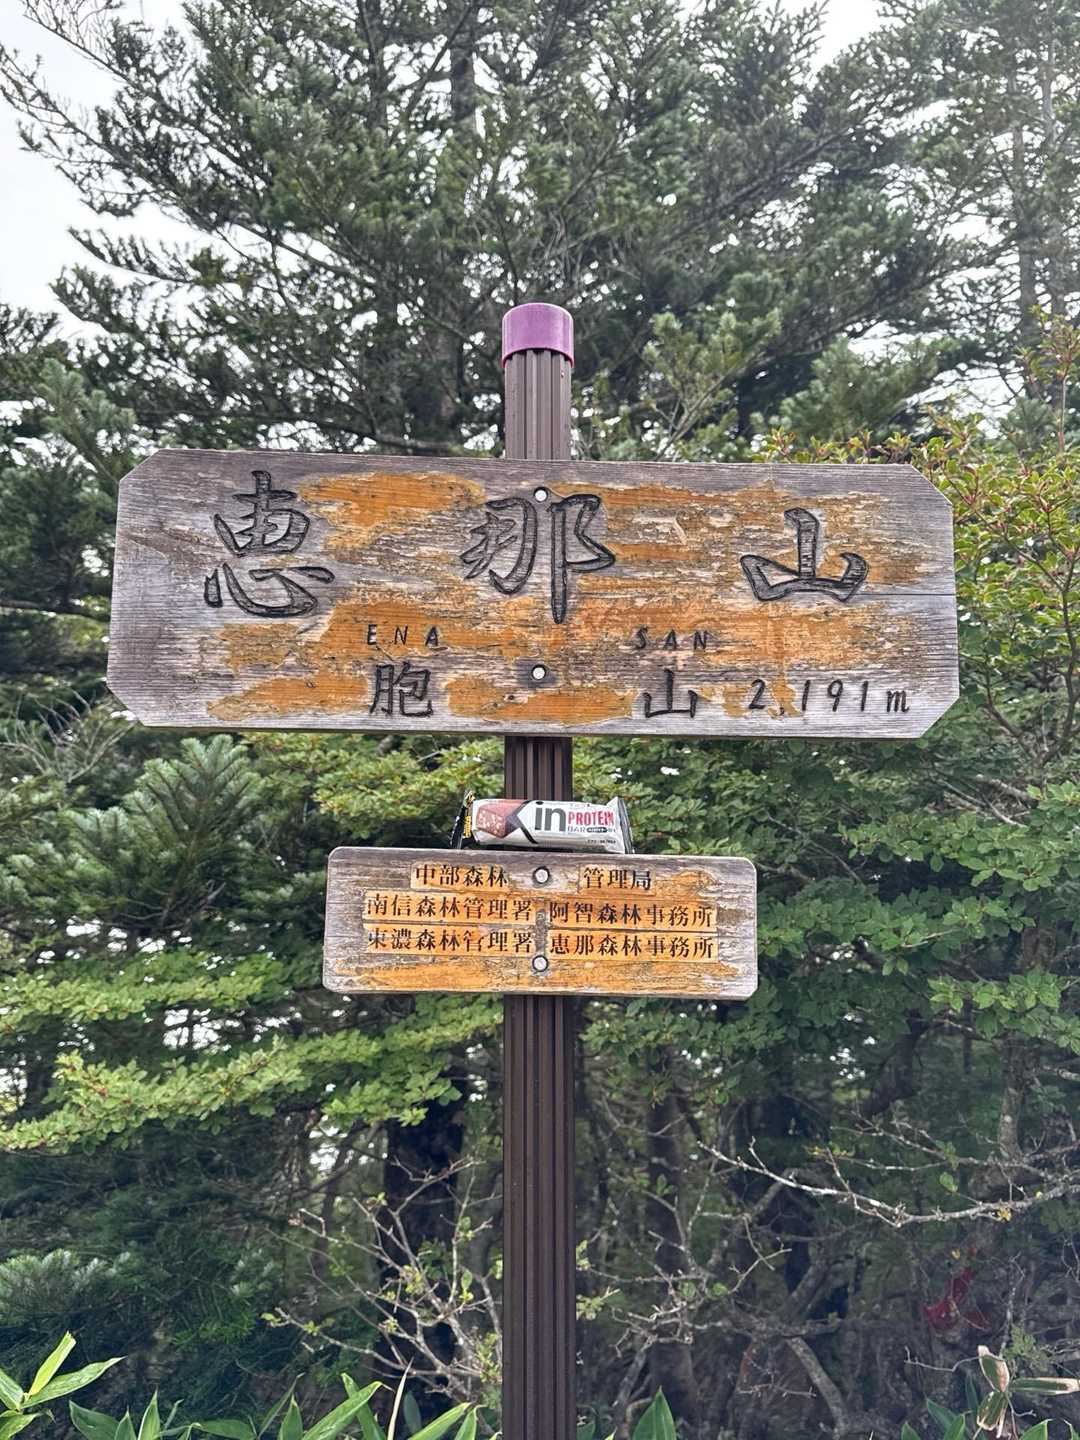 恵那山
ENA SAN
胞山 2,191m
in PROTEIN
BAR
中部森林管理局
南信森林管理署 阿智森林事務所
東濃森林管理署 恵那森林事務所